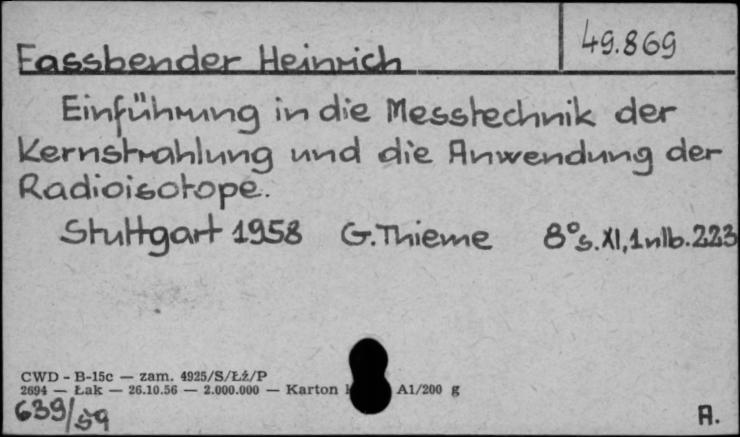 49.869
Fassbender Heinrich
Einführung in die Messtechnik der
Kernstrahlung und die Anwendung der
Radioisotope.
Stuttgart 1958 G. Thieme 8° s. XI, 1nlb. 223
CWD - B-15c — zam. 4925/S/Łż/P
2694 — Łak — 26.10.56 — 2.000.000 — Karton A1/200 g
639/59
A.